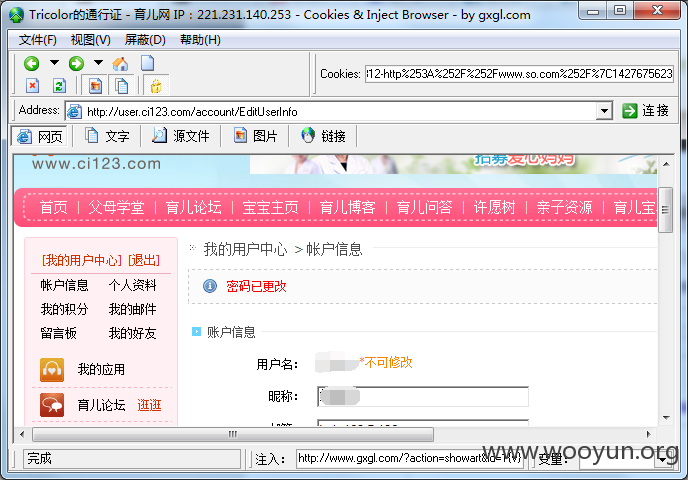 Tricolor的通行证 - 育儿网 IP：221.231.140.253 - Cookies & Inject Browser - by gxgl.com
文件(F) 视图(V) 屏蔽(D) 帮助(H)
Cookies: t12-http%253A%252F%252Fwww.so.com%252F%7C1427675623
Address: http://user.ci123.com/account/EditUserInfo 连接
网页 文字 源文件 图片 链接
www.ci123.com 招募爱心妈妈
首页 | 父母学堂 | 育儿论坛 | 宝宝主页 | 育儿博客 | 育儿问答 | 许愿树 | 亲子资源 | 育儿宝
[我的用户中心] [退出]
帐户信息 个人资料
我的积分 我的邮件
留言板 我的好友
我的应用
育儿论坛 逛逛
我的用户中心 > 帐户信息
密码已更改
账户信息
用户名： *不可修改
昵称：
完成 注入： http://www.gxgl.com/?action=showart&id= 变量：
www.wooyun.org